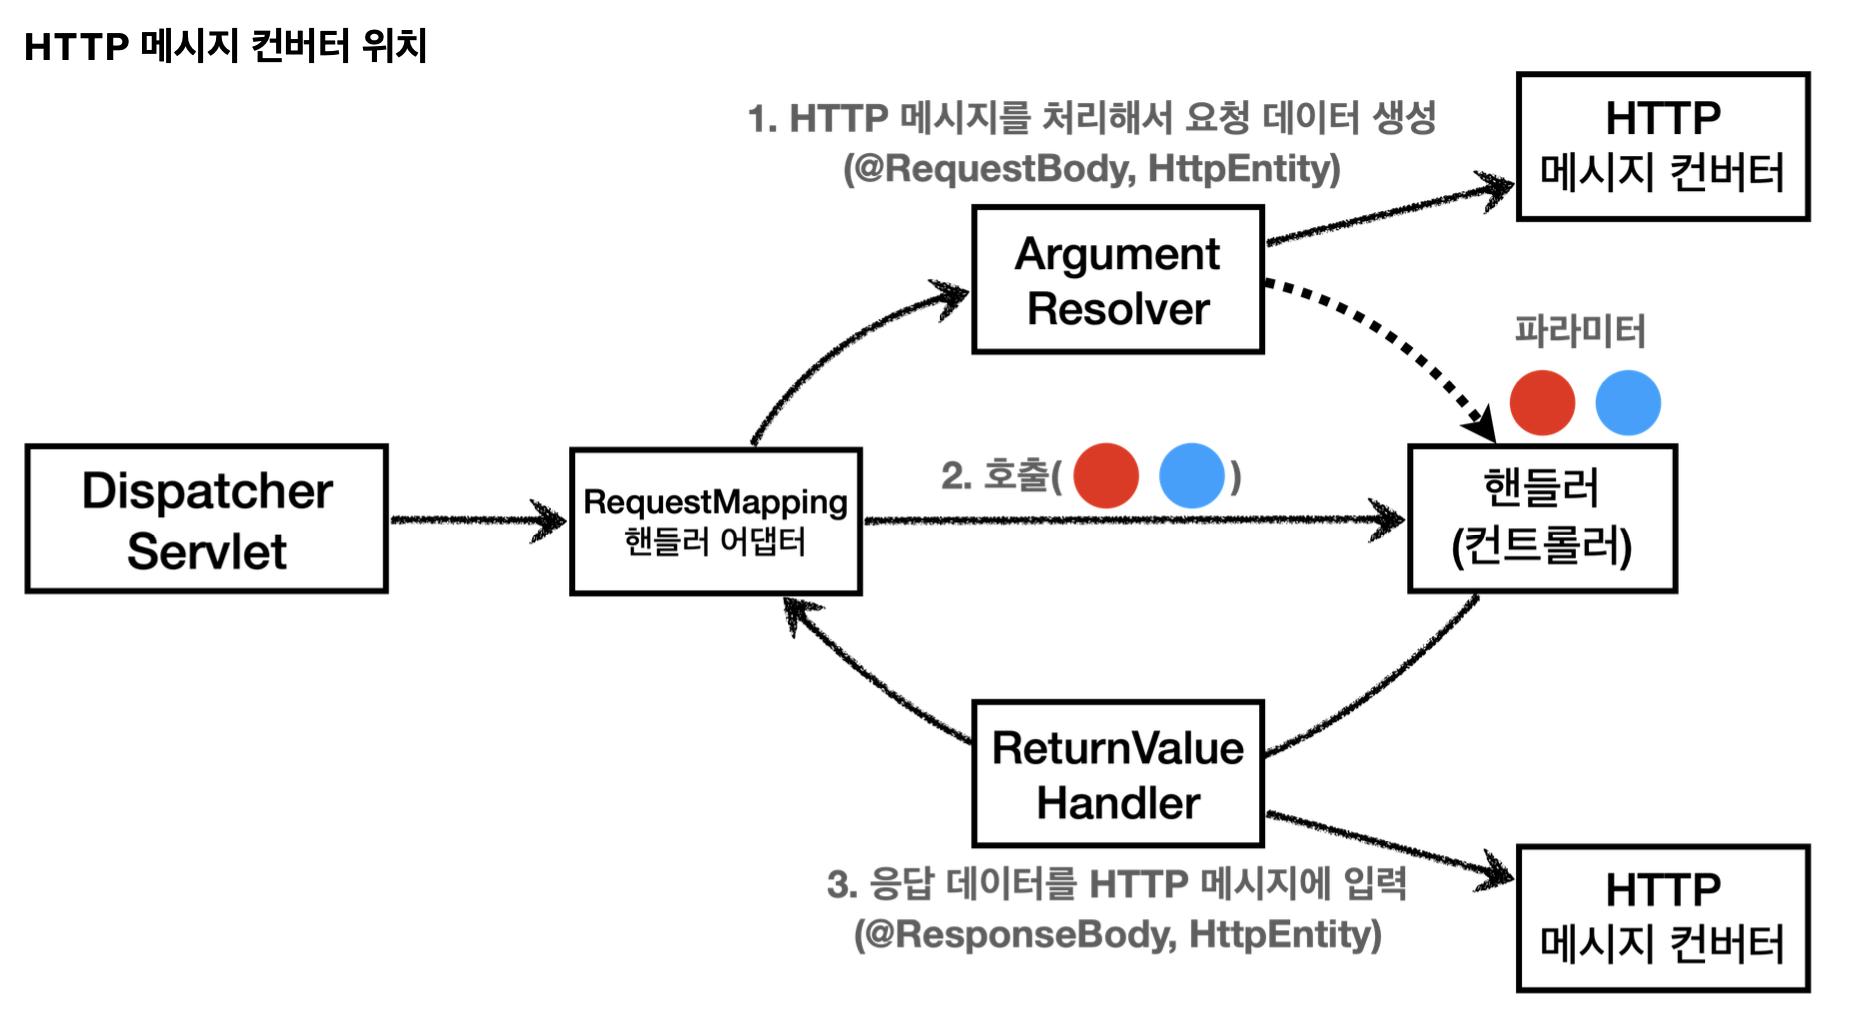 HTTP 메시지 컨버터 위치
1. HTTP 메시지를 처리해서 요청 데이터 생성
(@RequestBody, HttpEntity)
HTTP
메시지 컨버터
Argument
Resolver
파라미터
Dispatcher
Servlet
RequestMapping
핸들러 어댑터
2. 호출( )
핸들러
(컨트롤러)
ReturnValue
Handler
3. 응답 데이터를 HTTP 메시지에 입력
(@ResponseBody, HttpEntity)
HTTP
메시지 컨버터